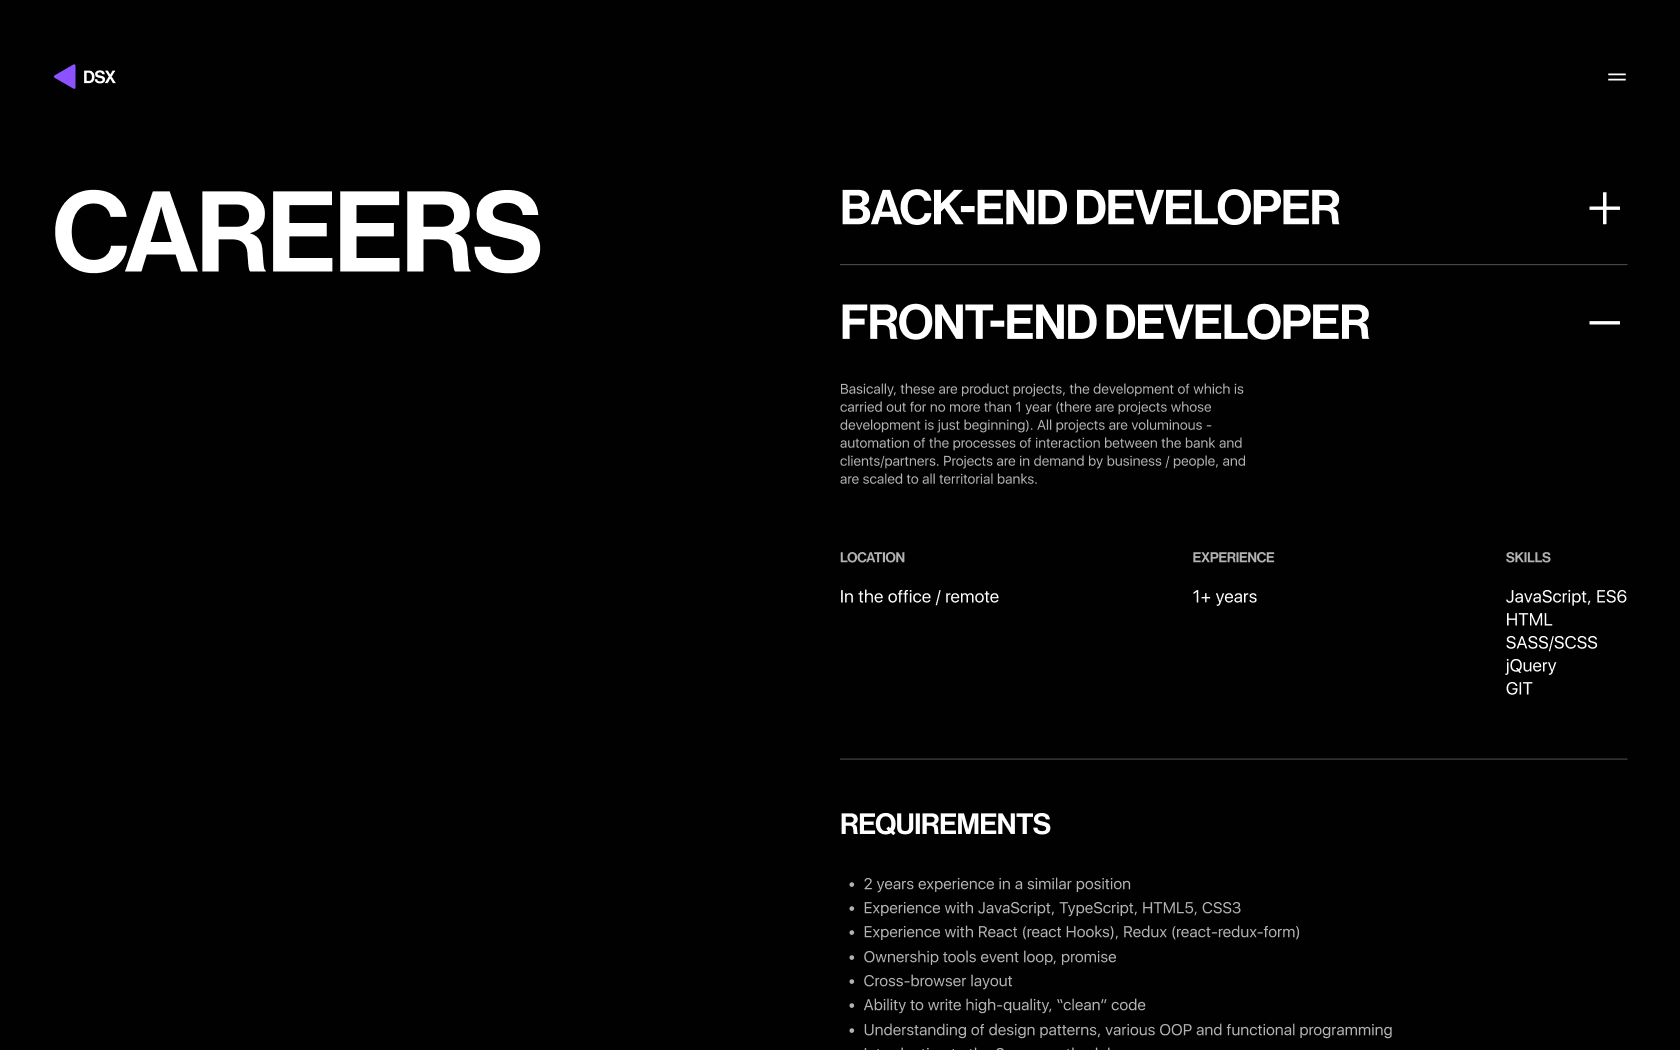 DSX
CAREERS
BACK-END DEVELOPER
FRONT-END DEVELOPER
Basically, these are product projects, the development of which is
carried out for no more than 1 year (there are projects whose
development is just beginning). All projects are voluminous -
automation of the processes of interaction between the bank and
clients/partners. Projects are in demand by business / people, and
are scaled to all territorial banks.
LOCATION
In the office / remote
EXPERIENCE
1+ years
SKILLS
JavaScript, ES6
HTML
SASS/SCSS
jQuery
GIT
REQUIREMENTS
• 2 years experience in a similar position
• Experience with JavaScript, TypeScript, HTML5, CSS3
• Experience with React (react Hooks), Redux (react-redux-form)
• Ownership tools event loop, promise
• Cross-browser layout
• Ability to write high-quality, “clean” code
• Understanding of design patterns, various OOP and functional programming